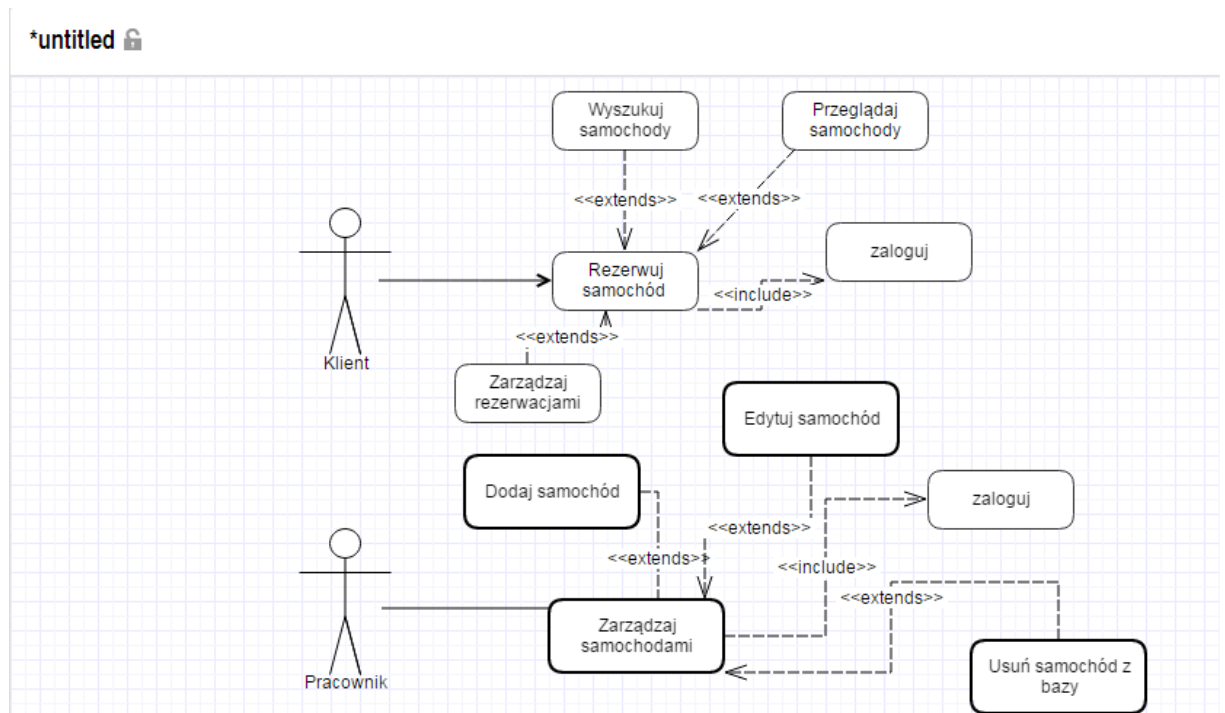 *untitled
Wyszukuj
samochody
Przeglądaj
samochody
<<extends>>
<<extends>>
zaloguj
Rezerwuj
samochód
<<include>>
<<extends>>
Klient
Zarządzaj
rezerwacjami
Edytuj samochód
Dodaj samochód
zaloguj
<<extends>>
<<extends>>
<<include>>
<<extends>>
Zarządzaj
samochodami
Usuń samochód z
bazy
Pracownik